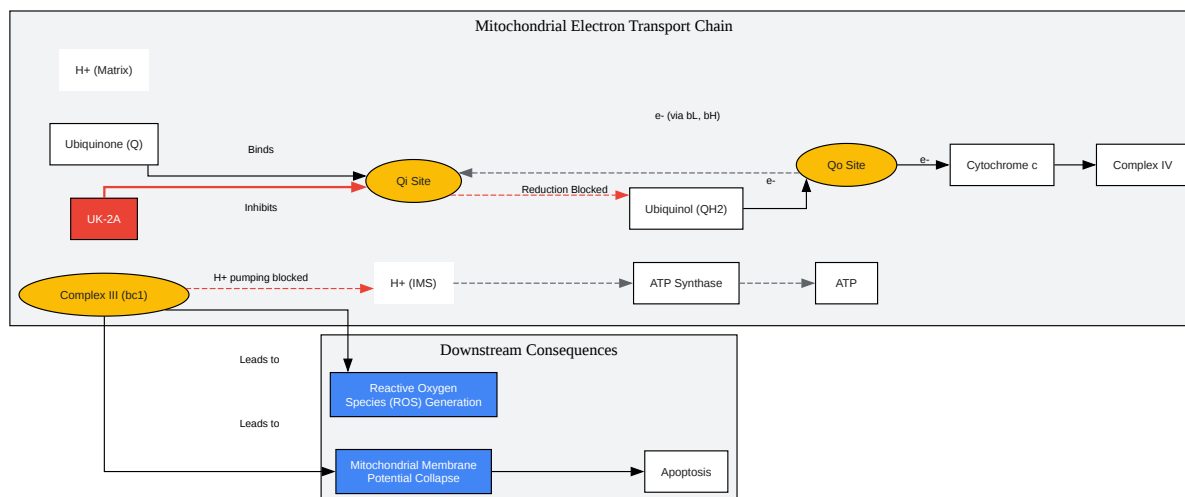 Mitochondrial Electron Transport Chain
H+ (Matrix)
e- (via bL, bH)
Ubiquinone (Q)
Binds
Qi Site
Qo Site
e-
Cytochrome c
Complex IV
Reduction Blocked
e-
UK-2A
Inhibits
Ubiquinol (QH2)
H+ pumping blocked
Complex III (bc1)
H+ (IMS)
ATP Synthase
ATP
Downstream Consequences
Leads to
Reactive Oxygen
Species (ROS) Generation
Leads to
Mitochondrial Membrane
Potential Collapse
Apoptosis